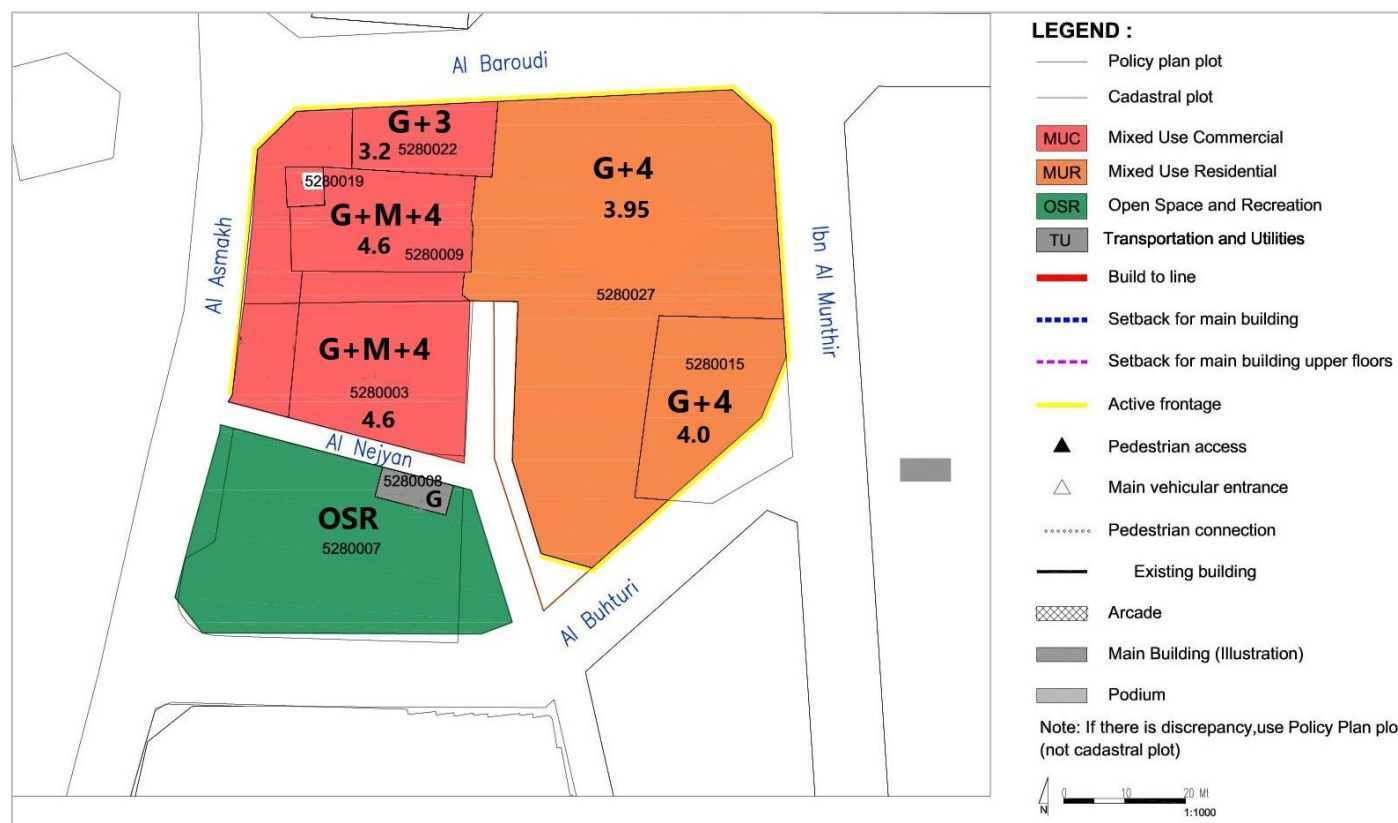 Al Baroudi
G+3
3.2
5280022
5280019
G+M+4
4.6
5280009
G+4
3.95
5280027
Al Asmakh
Ibn Al Munthir
G+M+4
5280003
4.6
5280015
G+4
4.0
Al Nejyan
5280008
G
OSR
5280007
Al Buhturi
LEGEND :
Policy plan plot
Cadastral plot
MUC Mixed Use Commercial
MUR Mixed Use Residential
OSR Open Space and Recreation
TU Transportation and Utilities
Build to line
Setback for main building
Setback for main building upper floors
Active frontage
Pedestrian access
Main vehicular entrance
Pedestrian connection
Existing building
Arcade
Main Building (Illustration)
Podium
Note: If there is discrepancy,use Policy Plan plo
(not cadastral plot)
N
0 10 20 Mt
1:1000